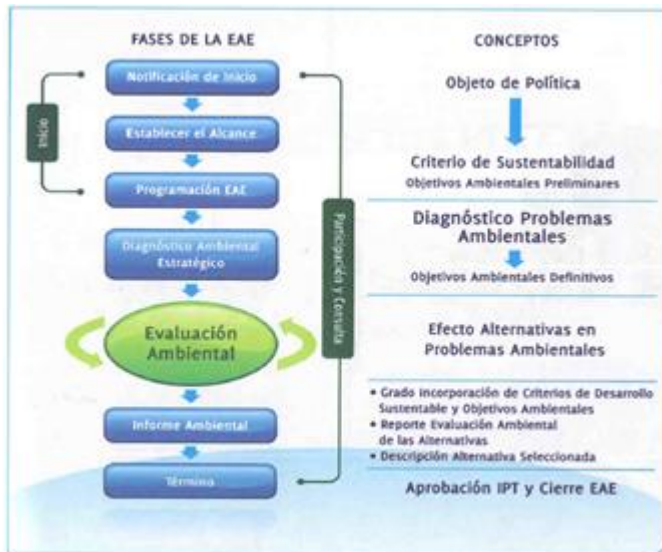 FASES DE LA EAE
Notificación de Inicio
Establecer el Alcance
Programación EAE
Diagnóstico Ambiental
Estratégico
Evaluación
Ambiental
Informe Ambiental
Término
Inicio
Participación y Consulta
CONCEPTOS
Objeto de Política
Criterio de Sustentabilidad
Objetivos Ambientales Preliminares
Diagnóstico Problemas
Ambientales
Objetivos Ambientales Definitivos
Efecto Alternativas en
Problemas Ambientales
• Grado Incorporación de Criterios de Desarrollo
Sustentable y Objetivos Ambientales
• Reporte Evaluación Ambiental
de las Alternativas
• Descripción Alternativa Seleccionada
Aprobación IPT y Cierre EAE